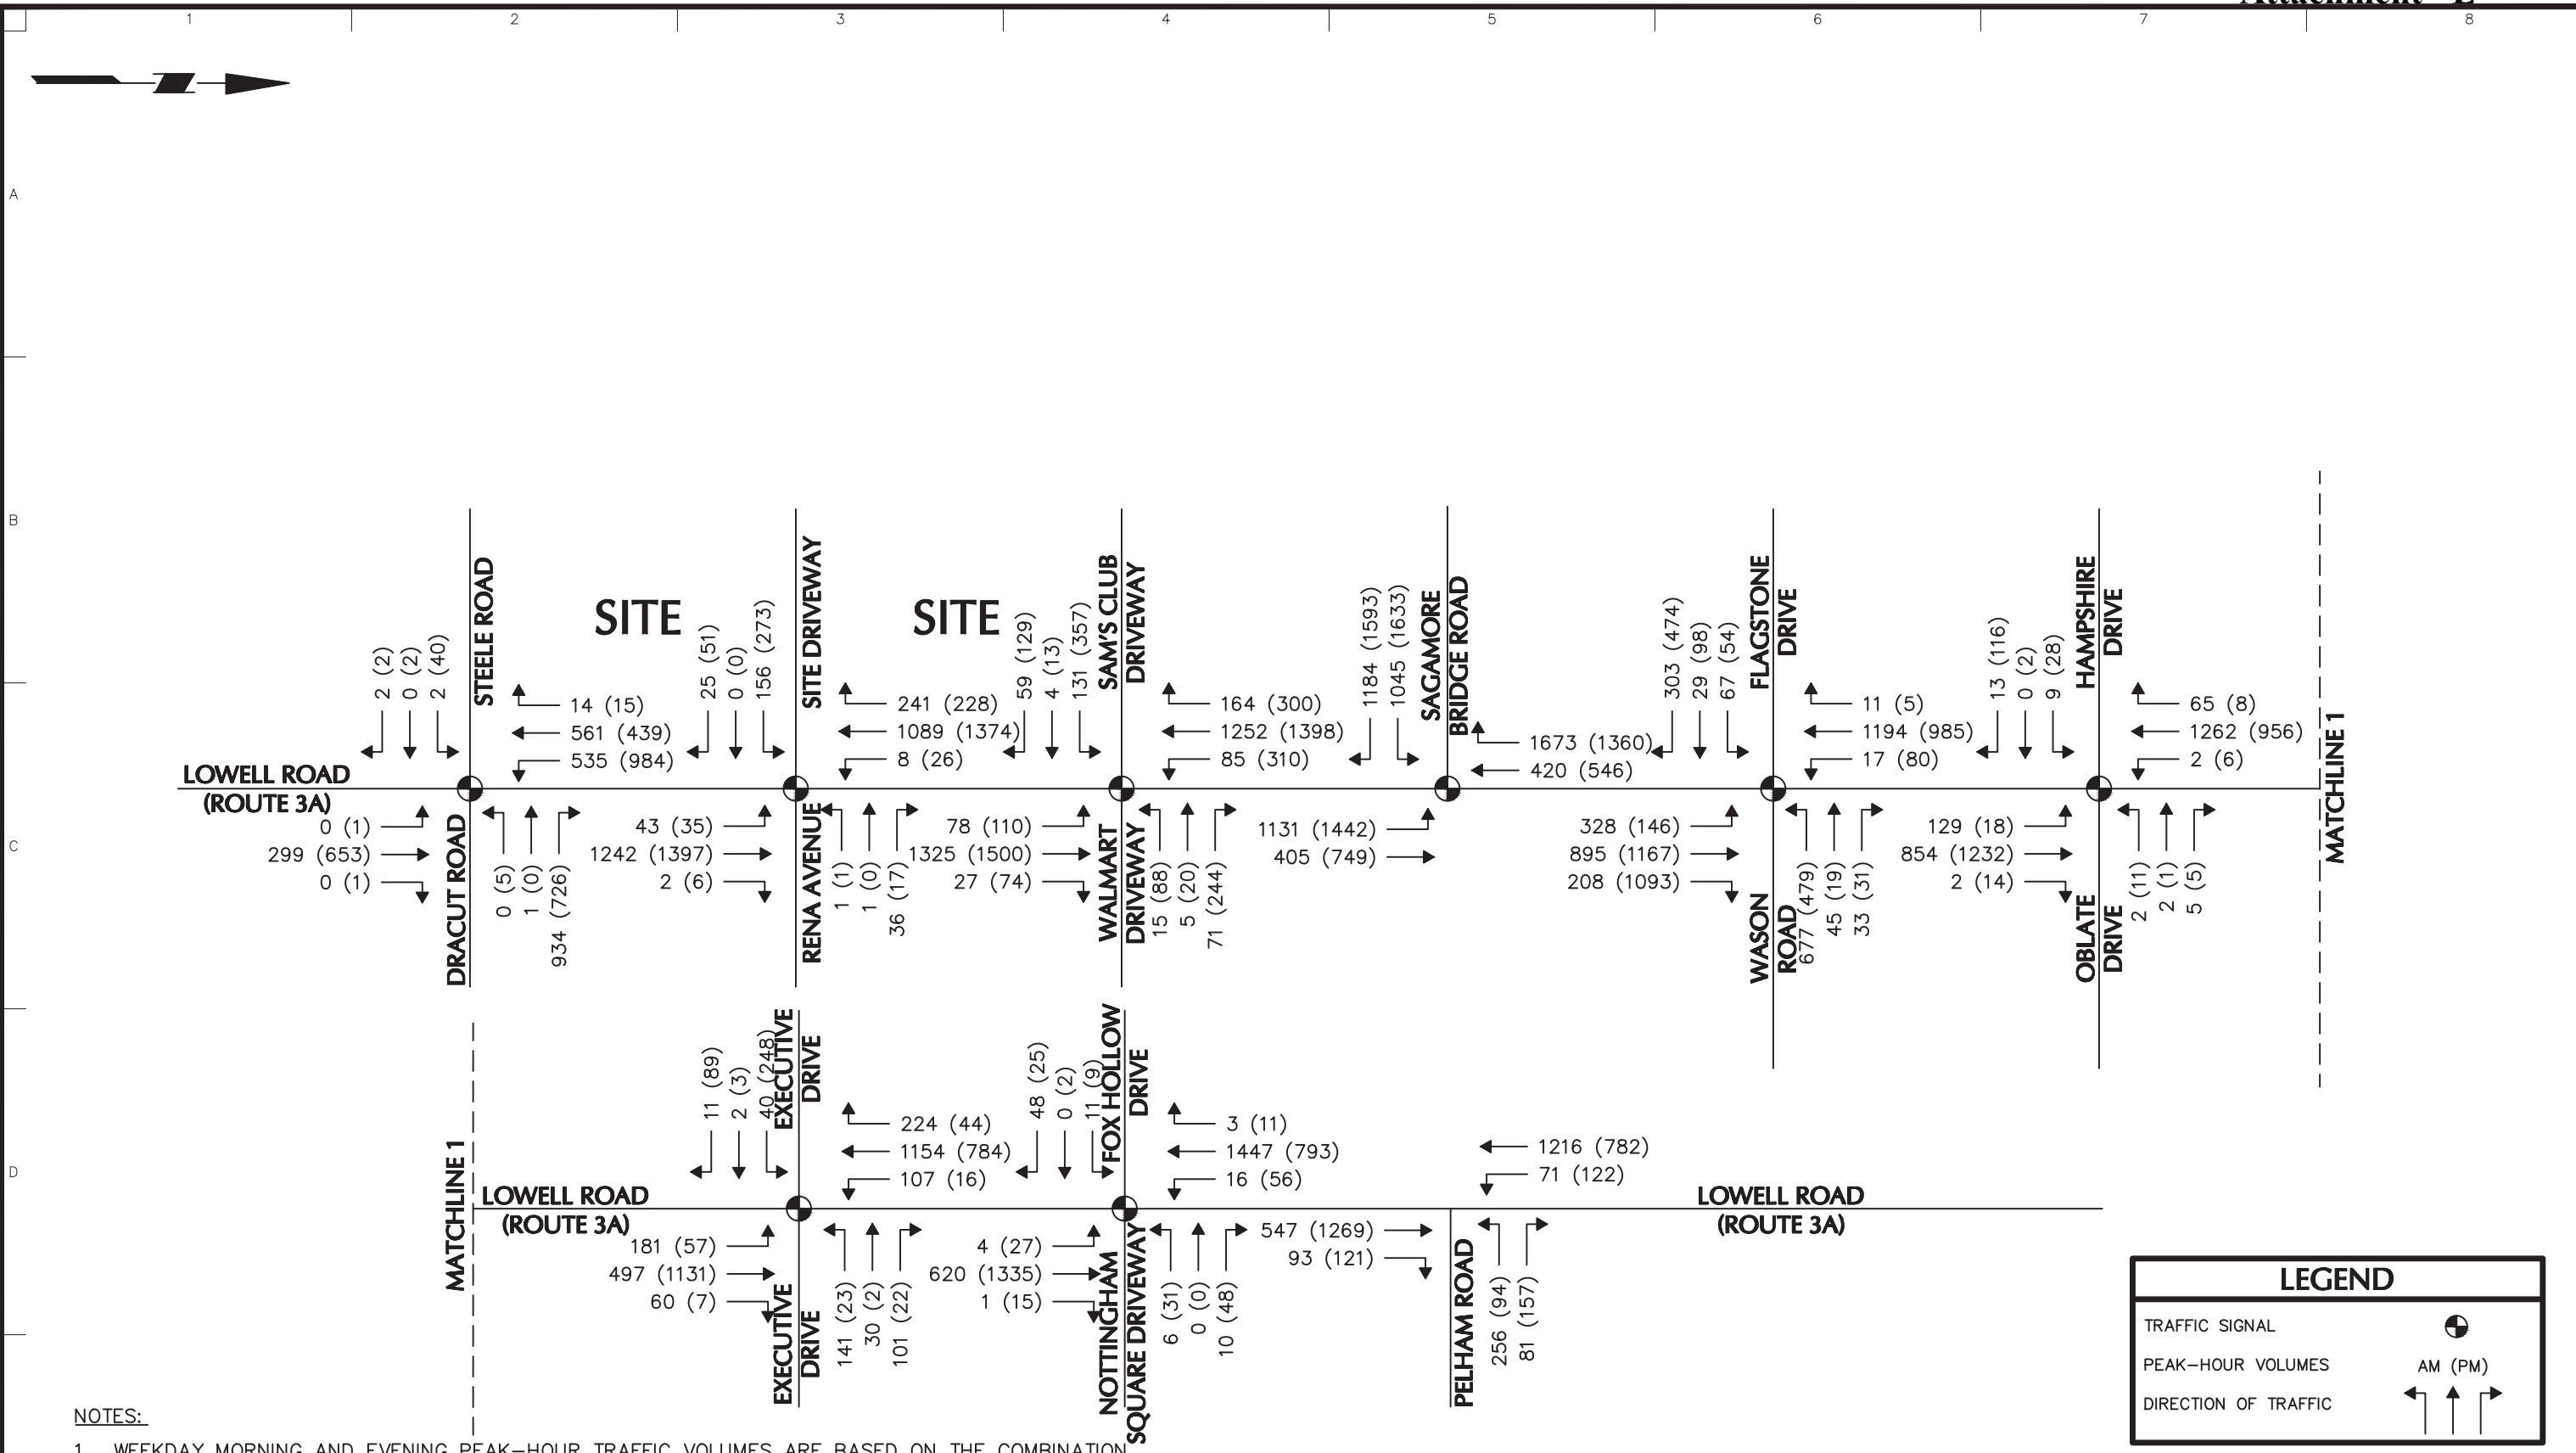 1 2 3 4 5 6 7 8
A
B
C
D
STEELE ROAD
2 (2)
0 (2)
2 (40)
14 (15)
561 (439)
535 (984)
LOWELL ROAD
(ROUTE 3A)
0 (1)
299 (653)
0 (1)
DRACUT ROAD
0 (5)
1 (0)
934 (726)
SITE
25 (51)
0 (0)
156 (273)
SITE DRIVEWAY
241 (228)
1089 (1374)
8 (26)
43 (35)
1242 (1397)
2 (6)
RENA AVENUE
1 (1)
1 (0)
36 (17)
SITE
59 (129)
4 (13)
131 (357)
SAM'S CLUB
DRIVEWAY
164 (300)
1252 (1398)
85 (310)
78 (110)
1325 (1500)
27 (74)
WALMART
DRIVEWAY
15 (88)
5 (20)
71 (244)
1184 (1593)
1045 (1633)
SAGAMORE
BRIDGE ROAD
1673 (1360)
420 (546)
1131 (1442)
405 (749)
303 (474)
29 (98)
67 (54)
FLAGSTONE
DRIVE
11 (5)
1194 (985)
17 (80)
328 (146)
895 (1167)
208 (1093)
WASON
ROAD
677 (479)
45 (19)
33 (31)
13 (116)
0 (2)
9 (28)
HAMPSHIRE
DRIVE
65 (8)
1262 (956)
2 (6)
129 (18)
854 (1232)
2 (14)
OBLATE
DRIVE
2 (11)
2 (1)
5 (5)
MATCHLINE 1
MATCHLINE 1
LOWELL ROAD
(ROUTE 3A)
11 (89)
2 (3)
40 (248)
EXECUTIVE
DRIVE
224 (44)
1154 (784)
107 (16)
181 (57)
497 (1131)
60 (7)
EXECUTIVE
DRIVE
141 (23)
30 (2)
101 (22)
48 (25)
0 (2)
11 (9)
FOX HOLLOW
DRIVE
3 (11)
1447 (793)
16 (56)
4 (27)
620 (1335)
1 (15)
NOTTINGHAM
SQUARE DRIVEWAY
6 (31)
0 (0)
10 (48)
1216 (782)
71 (122)
547 (1269)
93 (121)
PELHAM ROAD
256 (94)
81 (157)
LOWELL ROAD
(ROUTE 3A)
LEGEND
TRAFFIC SIGNAL
PEAK-HOUR VOLUMES AM (PM)
DIRECTION OF TRAFFIC
NOTES:
1. WEEKDAY MORNING AND EVENING PEAK-HOUR TRAFFIC VOLUMES ARE BASED ON THE COMBINATION